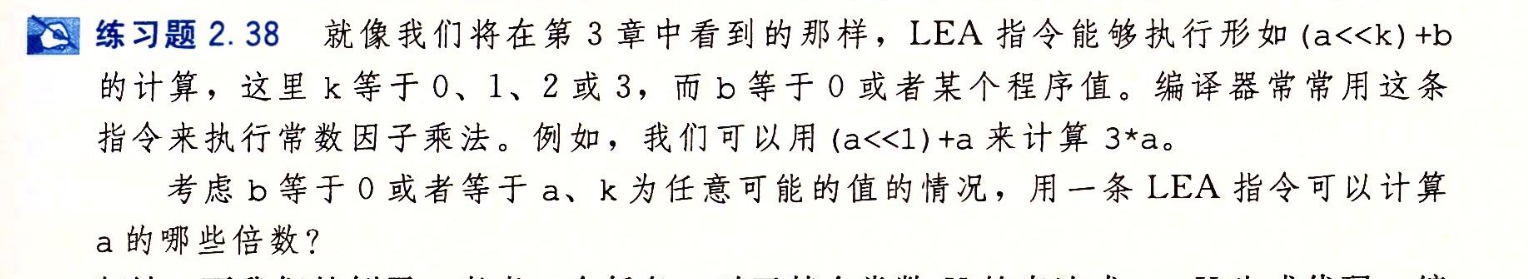 练习题 2.38 就像我们将在第 3 章中看到的那样，LEA 指令能够执行形如 (a<<k)+b
的计算，这里 k 等于 0、1、2 或 3，而 b 等于 0 或者某个程序值。编译器常常用这条
指令来执行常数因子乘法。例如，我们可以用 (a<<1)+a 来计算 3*a。
考虑 b 等于 0 或者等于 a、k 为任意可能的值的情况，用一条 LEA 指令可以计算
a 的哪些倍数？